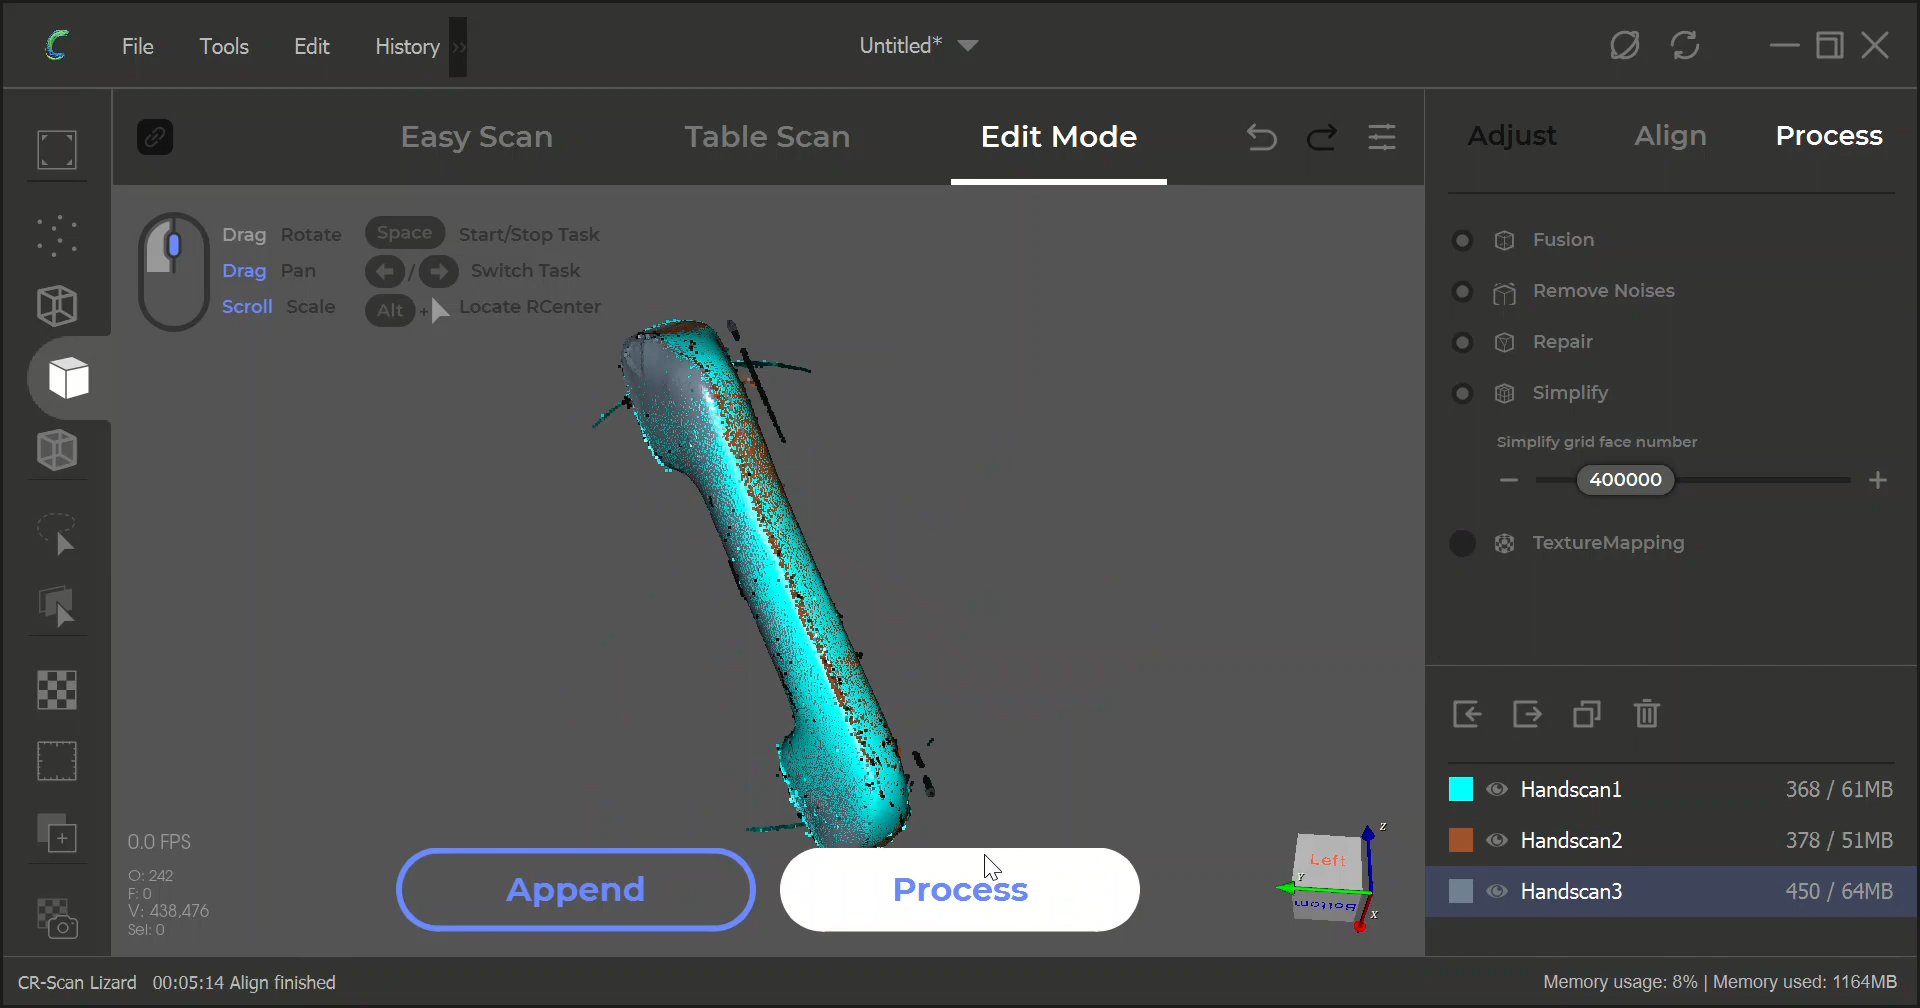 File Tools Edit History »
Untitled*
Easy Scan Table Scan Edit Mode
Adjust Align Process
Drag Rotate Space Start/Stop Task
Drag Pan / Switch Task
Scroll Scale Alt + Locate RCenter
Fusion
Remove Noises
Repair
Simplify
Simplify grid face number
− 400000 +
TextureMapping
Handscan1 368 / 61MB
Handscan2 378 / 51MB
Handscan3 450 / 64MB
0.0 FPS
O: 242
F: 0
V: 438,476
Sel: 0
Append
Process
Z
Left
Y
Bottom
X
CR-Scan Lizard 00:05:14 Align finished
Memory usage: 8% | Memory used: 1164MB